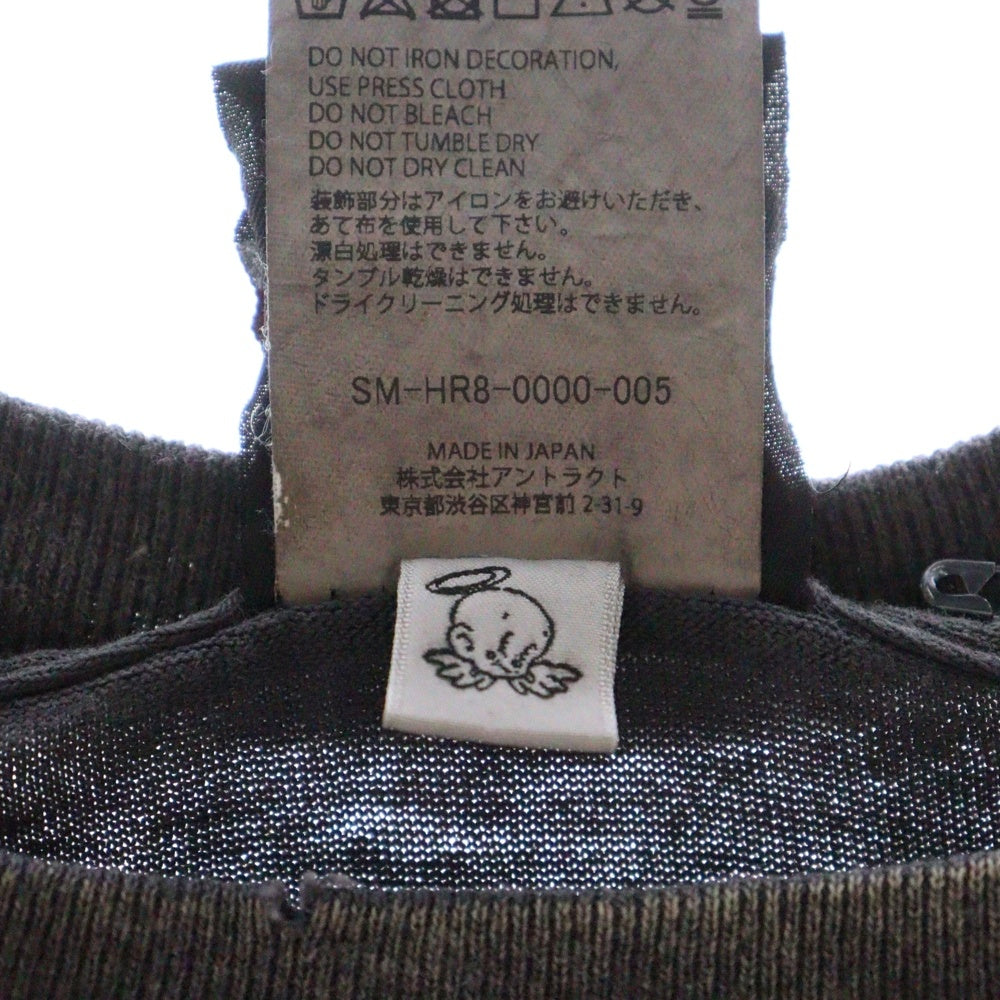 DO NOT IRON DECORATION,
USE PRESS CLOTH
DO NOT BLEACH
DO NOT TUMBLE DRY
DO NOT DRY CLEAN
装飾部分はアイロンをお避けいただき、
あて布を使用して下さい。
漂白処理はできません。
タンブル乾燥はできません。
ドライクリーニング処理はできません。
SM-HR8-0000-005
MADE IN JAPAN
株式会社アントラクト
東京都渋谷区神宮前 2-31-9